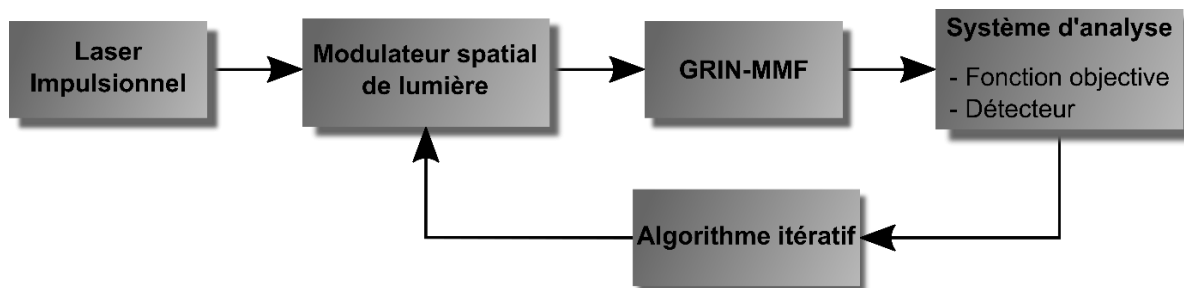 Laser
Impulsionnel
Modulateur spatial
de lumière
GRIN-MMF
Système d'analyse
- Fonction objective
- Détecteur
Algorithme itératif